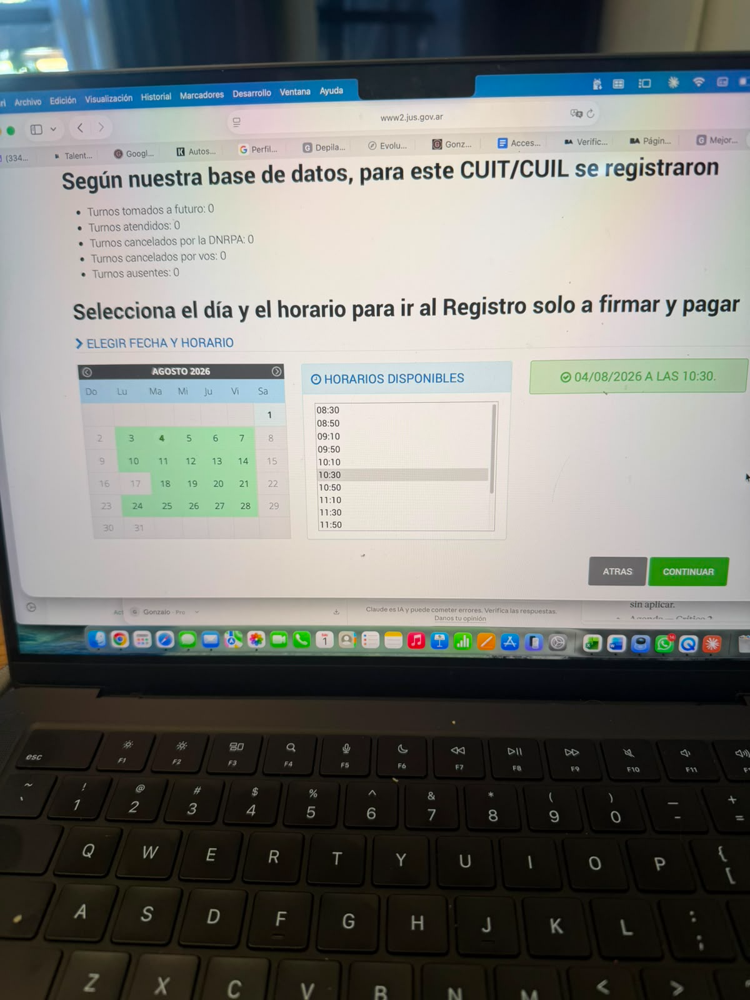 Archivo Edición Visualización Historial Marcadores Desarrollo Ventana Ayuda
www2.jus.gov.ar
(334... Talent... Googl... Autos... Perfil... Depila... Evolu... Gonz... Acces... Verific... Págin... Mejor...
Según nuestra base de datos, para este CUIT/CUIL se registraron
Turnos tomados a futuro: 0
Turnos atendidos: 0
Turnos cancelados por la DNRPA: 0
Turnos cancelados por vos: 0
Turnos ausentes: 0
Selecciona el día y el horario para ir al Registro solo a firmar y pagar
ELEGIR FECHA Y HORARIO
AGOSTO 2026
Do Lu Ma Mi Ju Vi Sa
1
2 3 4 5 6 7 8
9 10 11 12 13 14 15
16 17 18 19 20 21 22
23 24 25 26 27 28 29
30 31
HORARIOS DISPONIBLES
08:30
08:50
09:10
09:50
10:10
10:30
10:50
11:10
11:30
11:50
04/08/2026 A LAS 10:30.
ATRAS CONTINUAR
Gonzalo · Pro
Claude es IA y puede cometer errores. Verifica las respuestas.
Danos tu opinión
sin aplicar.
1
esc F1 F2 F3 F4 F5 F6 F7 F8 F9 F10 F11
~ ! @ # $ % ^ & * ( ) — +
` 1 2 3 4 5 6 7 8 9 0 - =
Q W E R T Y U I O P { [
A S D F G H J K L : ;
Z X C V B N M < >